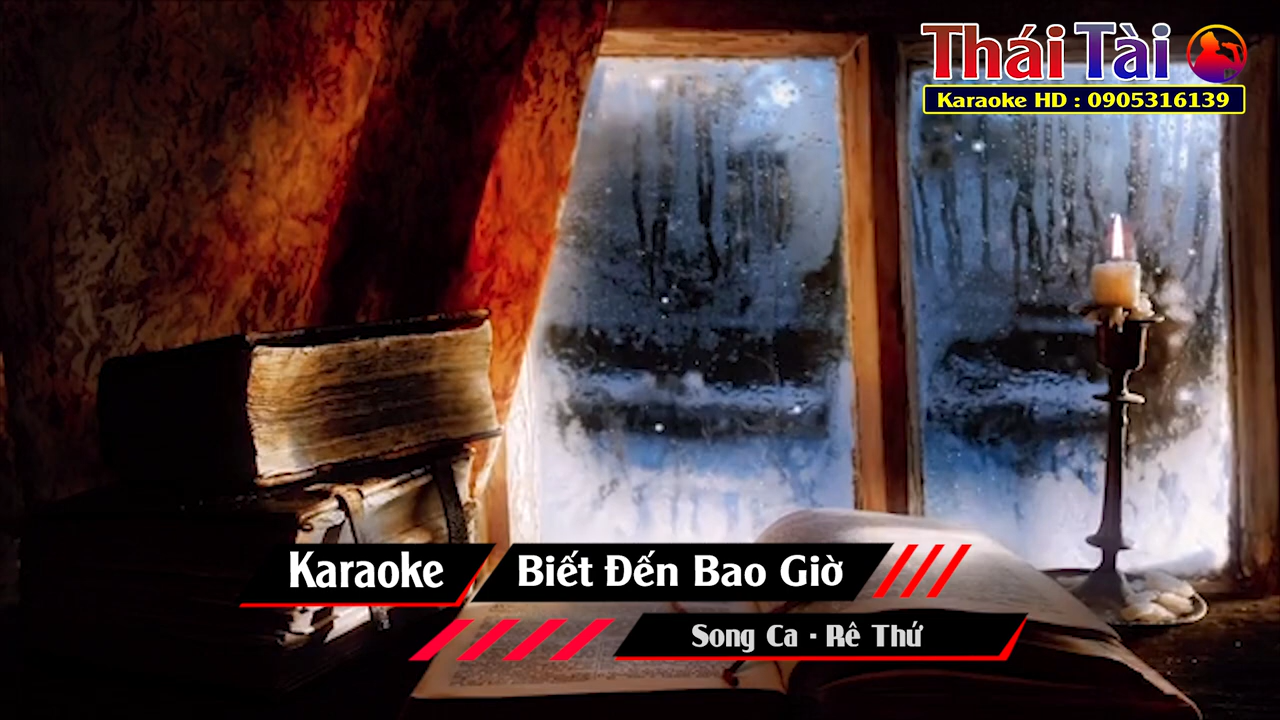 Thái Tài
Karaoke HD : 0905316139
Karaoke
Biết Đến Bao Giờ
Song Ca - Rê Thứ